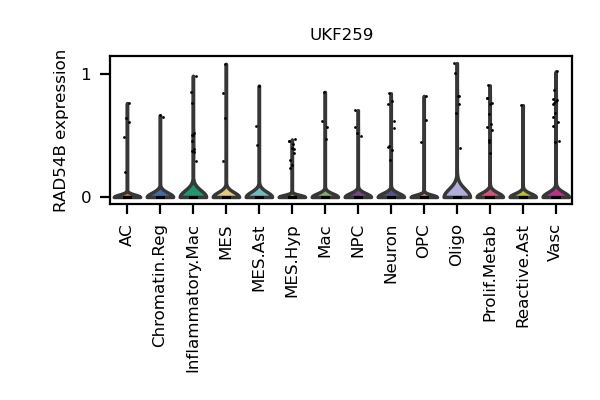 UKF259
RAD54B expression
1
0
AC
Chromatin.Reg
Inflammatory.Mac
MES
MES.Ast
MES.Hyp
Mac
NPC
Neuron
OPC
Oligo
Prolif.Metab
Reactive.Ast
Vasc